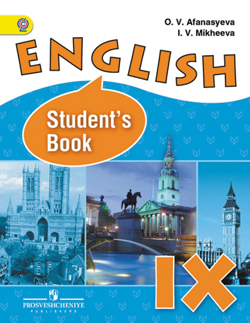 O. V. Afanasyeva
I. V. Mikheeva
ENGLISH
Student's
Book
IX
PROSVESHCHENIYE
PUBLISHERS